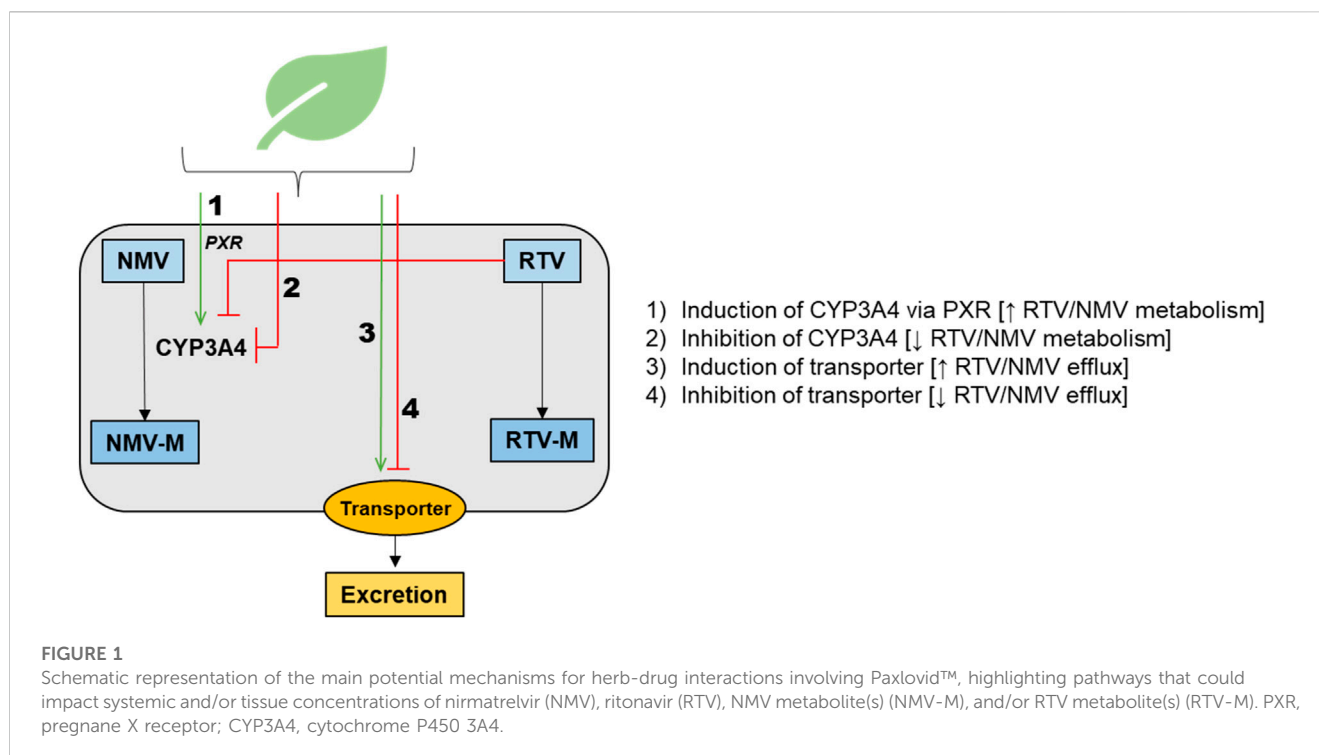 1
PXR
NMV
RTV
2
CYP3A4
3
4
NMV-M
RTV-M
Transporter
Excretion
1) Induction of CYP3A4 via PXR [↑ RTV/NMV metabolism]
2) Inhibition of CYP3A4 [↓ RTV/NMV metabolism]
3) Induction of transporter [↑ RTV/NMV efflux]
4) Inhibition of transporter [↓ RTV/NMV efflux]
FIGURE 1
Schematic representation of the main potential mechanisms for herb-drug interactions involving Paxlovid™, highlighting pathways that could
impact systemic and/or tissue concentrations of nirmatrelvir (NMV), ritonavir (RTV), NMV metabolite(s) (NMV-M), and/or RTV metabolite(s) (RTV-M). PXR,
pregnane X receptor; CYP3A4, cytochrome P450 3A4.